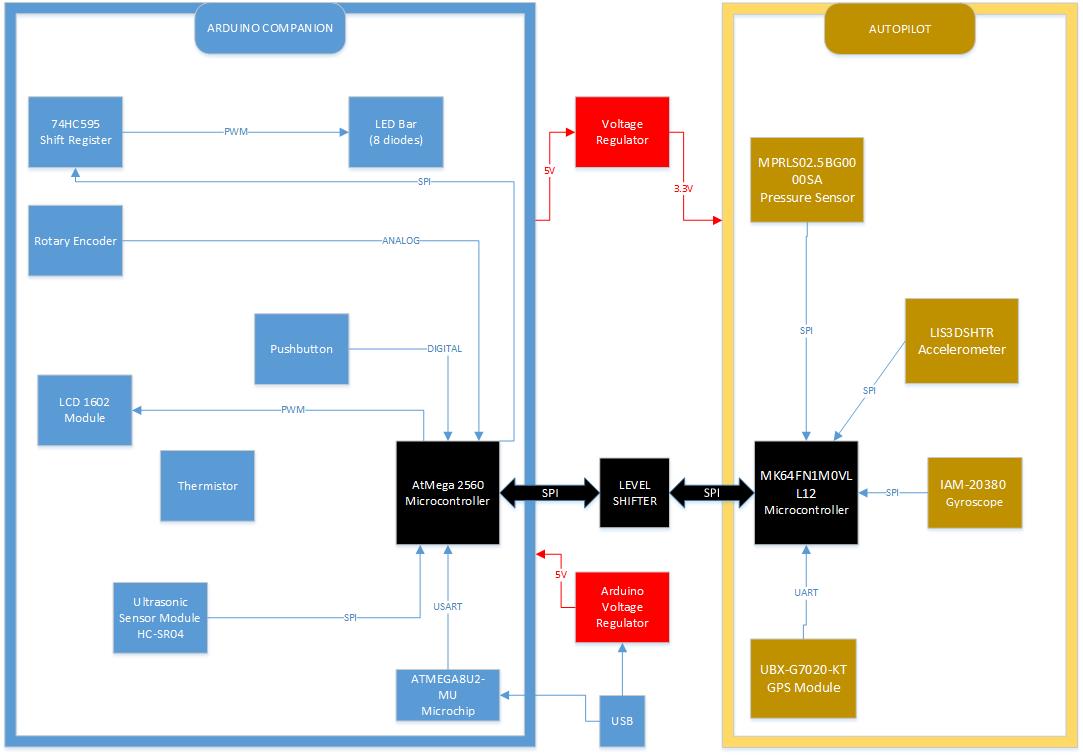 ARDUINO COMPANION
AUTOPILOT
74HC595
Shift Register
PWM
LED Bar
(8 diodes)
SPI
Rotary Encoder
ANALOG
Pushbutton
DIGITAL
LCD 1602
Module
PWM
Thermistor
AtMega 2560
Microcontroller
Ultrasonic
Sensor Module
HC-SR04
SPI
USART
ATMEGA8U2-
MU
Microchip
5V
Voltage
Regulator
3.3V
SPI
LEVEL
SHIFTER
SPI
5V
Arduino
Voltage
Regulator
USB
MPRLS02.5BG00
00SA
Pressure Sensor
SPI
LIS3DSHTR
Accelerometer
SPI
MK64FN1M0VL
L12
Microcontroller
SPI
IAM-20380
Gyroscope
UART
UBX-G7020-KT
GPS Module